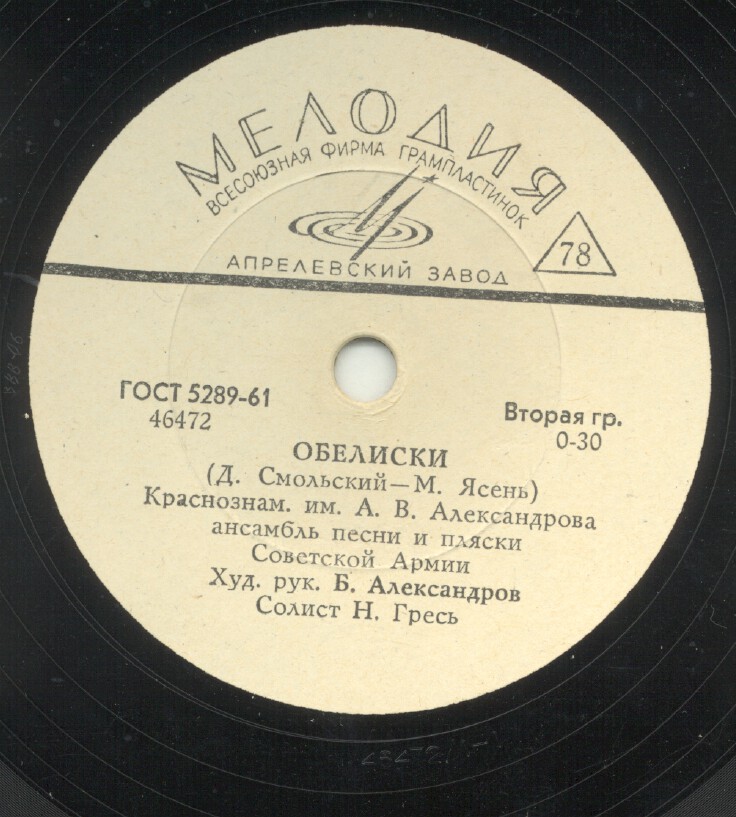 МЕЛОДИЯ
ВСЕСОЮЗНАЯ ФИРМА ГРАМПЛАСТИНОК
АПРЕЛЕВСКИЙ ЗАВОД
78
ГОСТ 5289-61
46472
Вторая гр.
0-30
ОБЕЛИСКИ
(Д. Смольский—М. Ясень)
Краснознам. им. А. В. Александрова
ансамбль песни и пляски
Советской Армии
Худ. рук. Б. Александров
Солист Н. Гресь